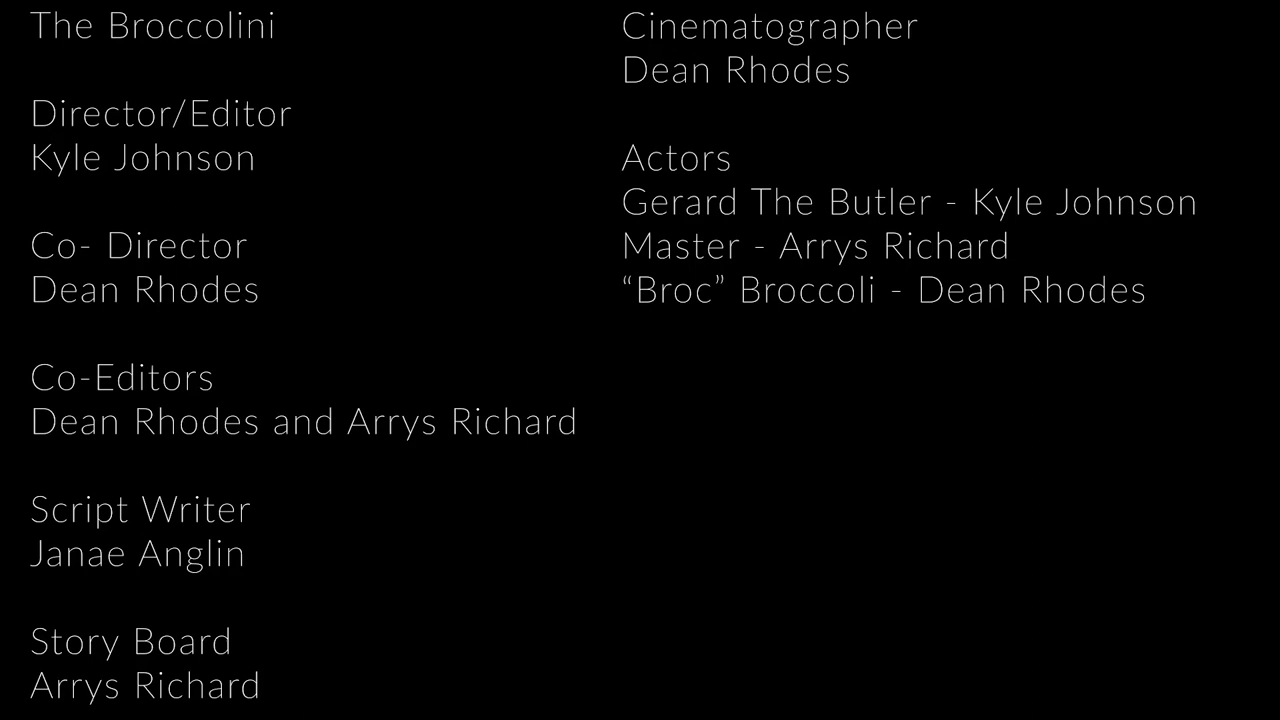 The Broccolini
Director/Editor
Kyle Johnson
Co- Director
Dean Rhodes
Co-Editors
Dean Rhodes and Arrys Richard
Script Writer
Janae Anglin
Story Board
Arrys Richard
Cinematographer
Dean Rhodes
Actors
Gerard The Butler - Kyle Johnson
Master - Arrys Richard
“Broc” Broccoli - Dean Rhodes